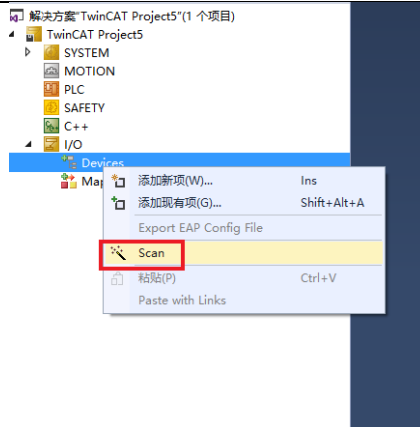 解决方案"TwinCAT Project5"(1 个项目)
TwinCAT Project5
SYSTEM
MOTION
PLC
SAFETY
C++
I/O
Devices
Map
添加新项(W)... Ins
添加现有项(G)... Shift+Alt+A
Export EAP Config File
Scan
粘贴(P) Ctrl+V
Paste with Links